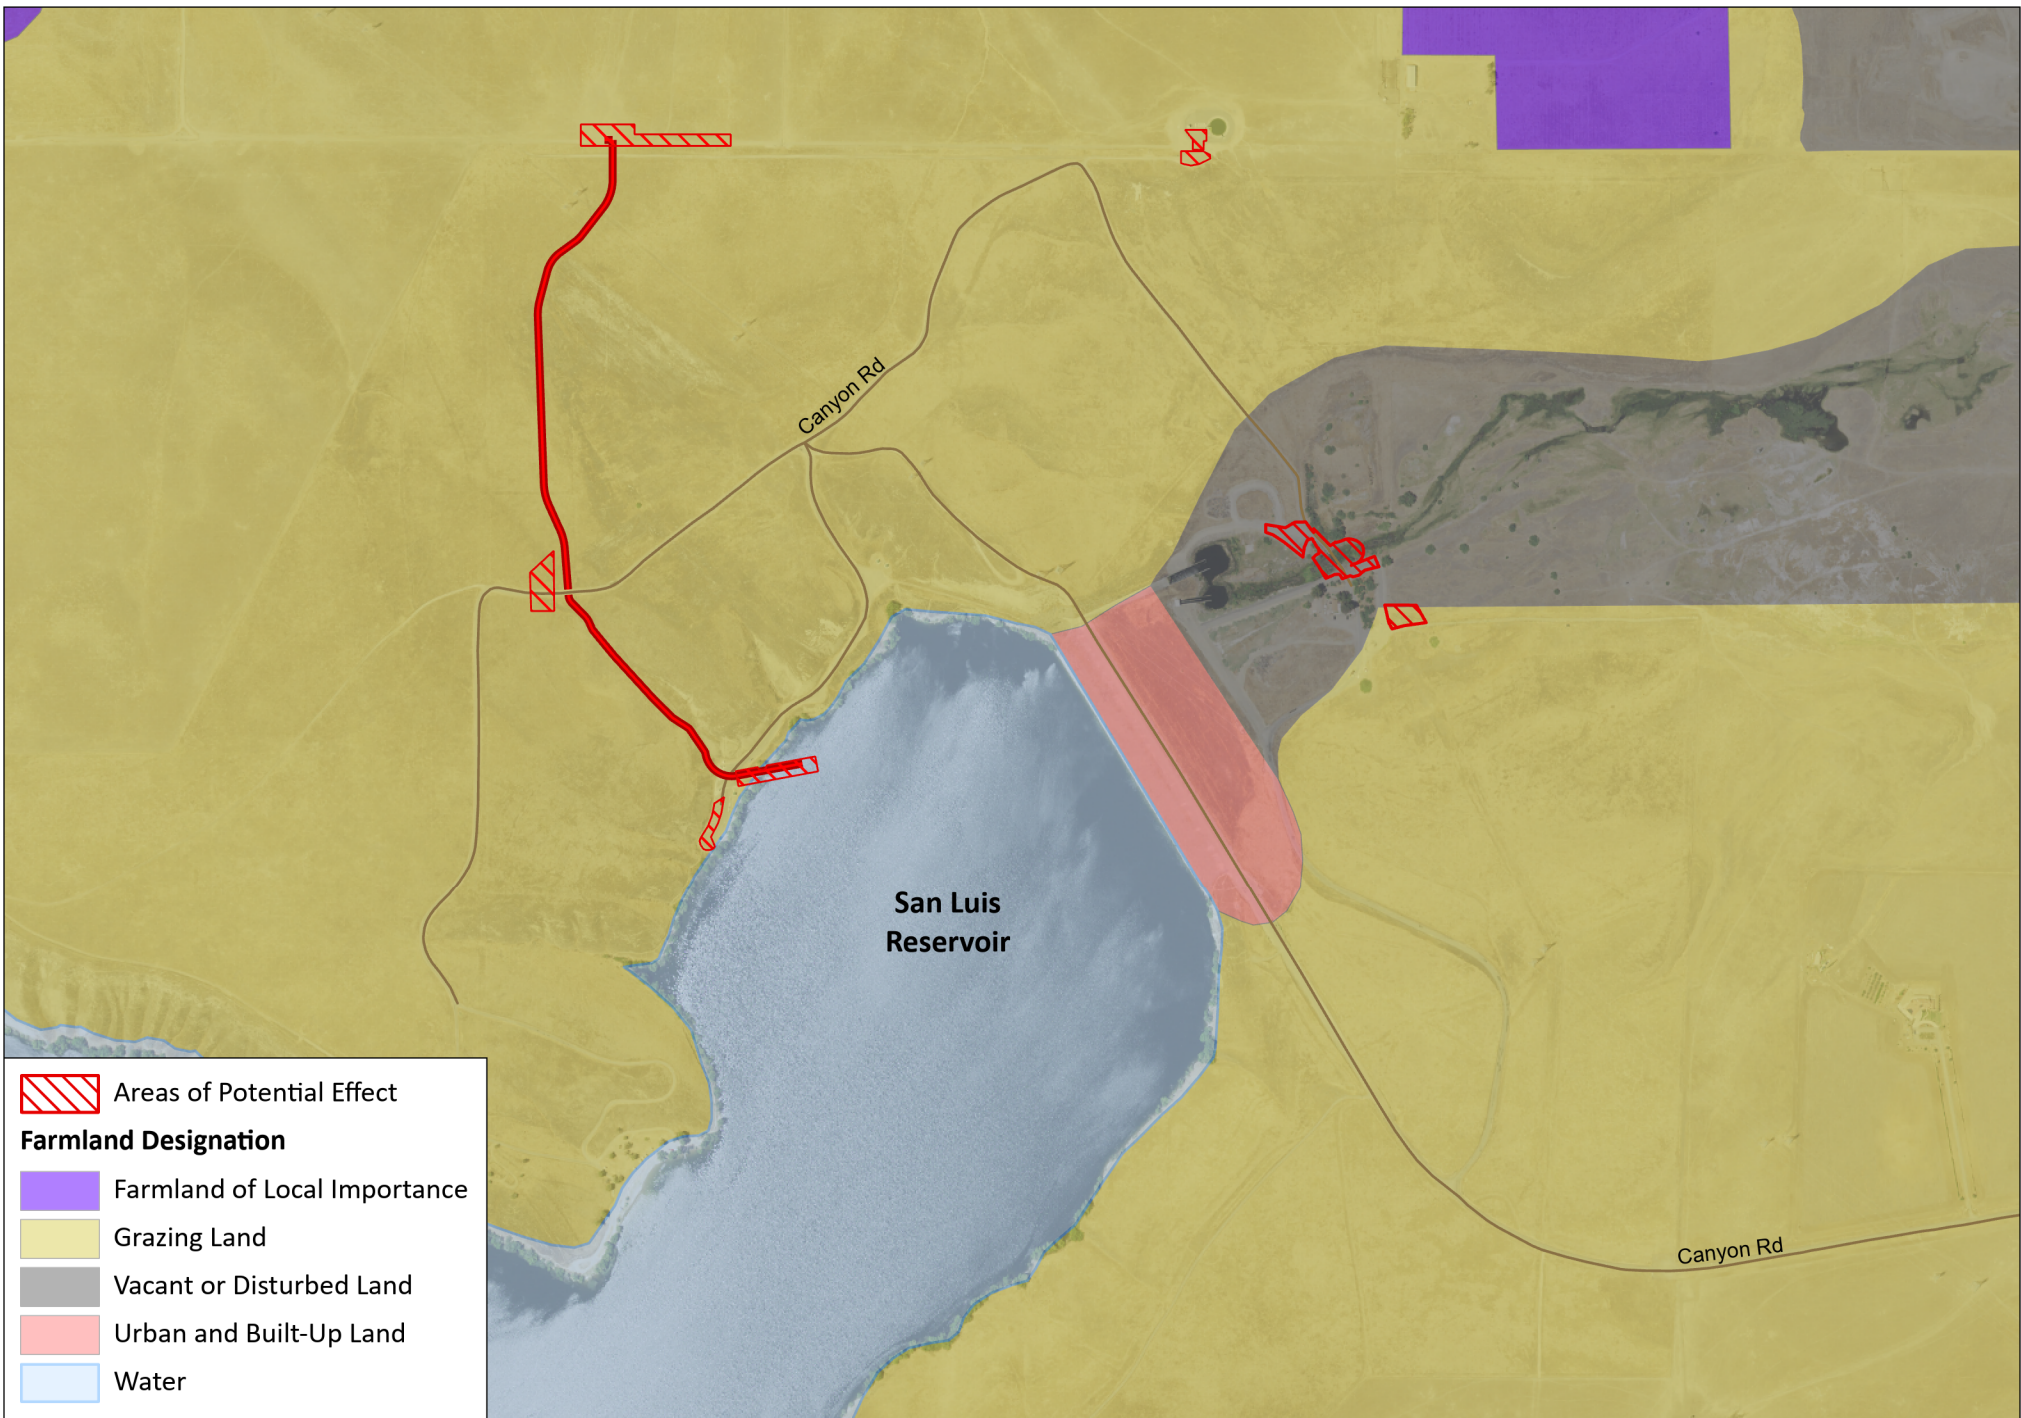 Canyon Rd
San Luis
Reservoir
Canyon Rd
Areas of Potential Effect
Farmland Designation
Farmland of Local Importance
Grazing Land
Vacant or Disturbed Land
Urban and Built-Up Land
Water